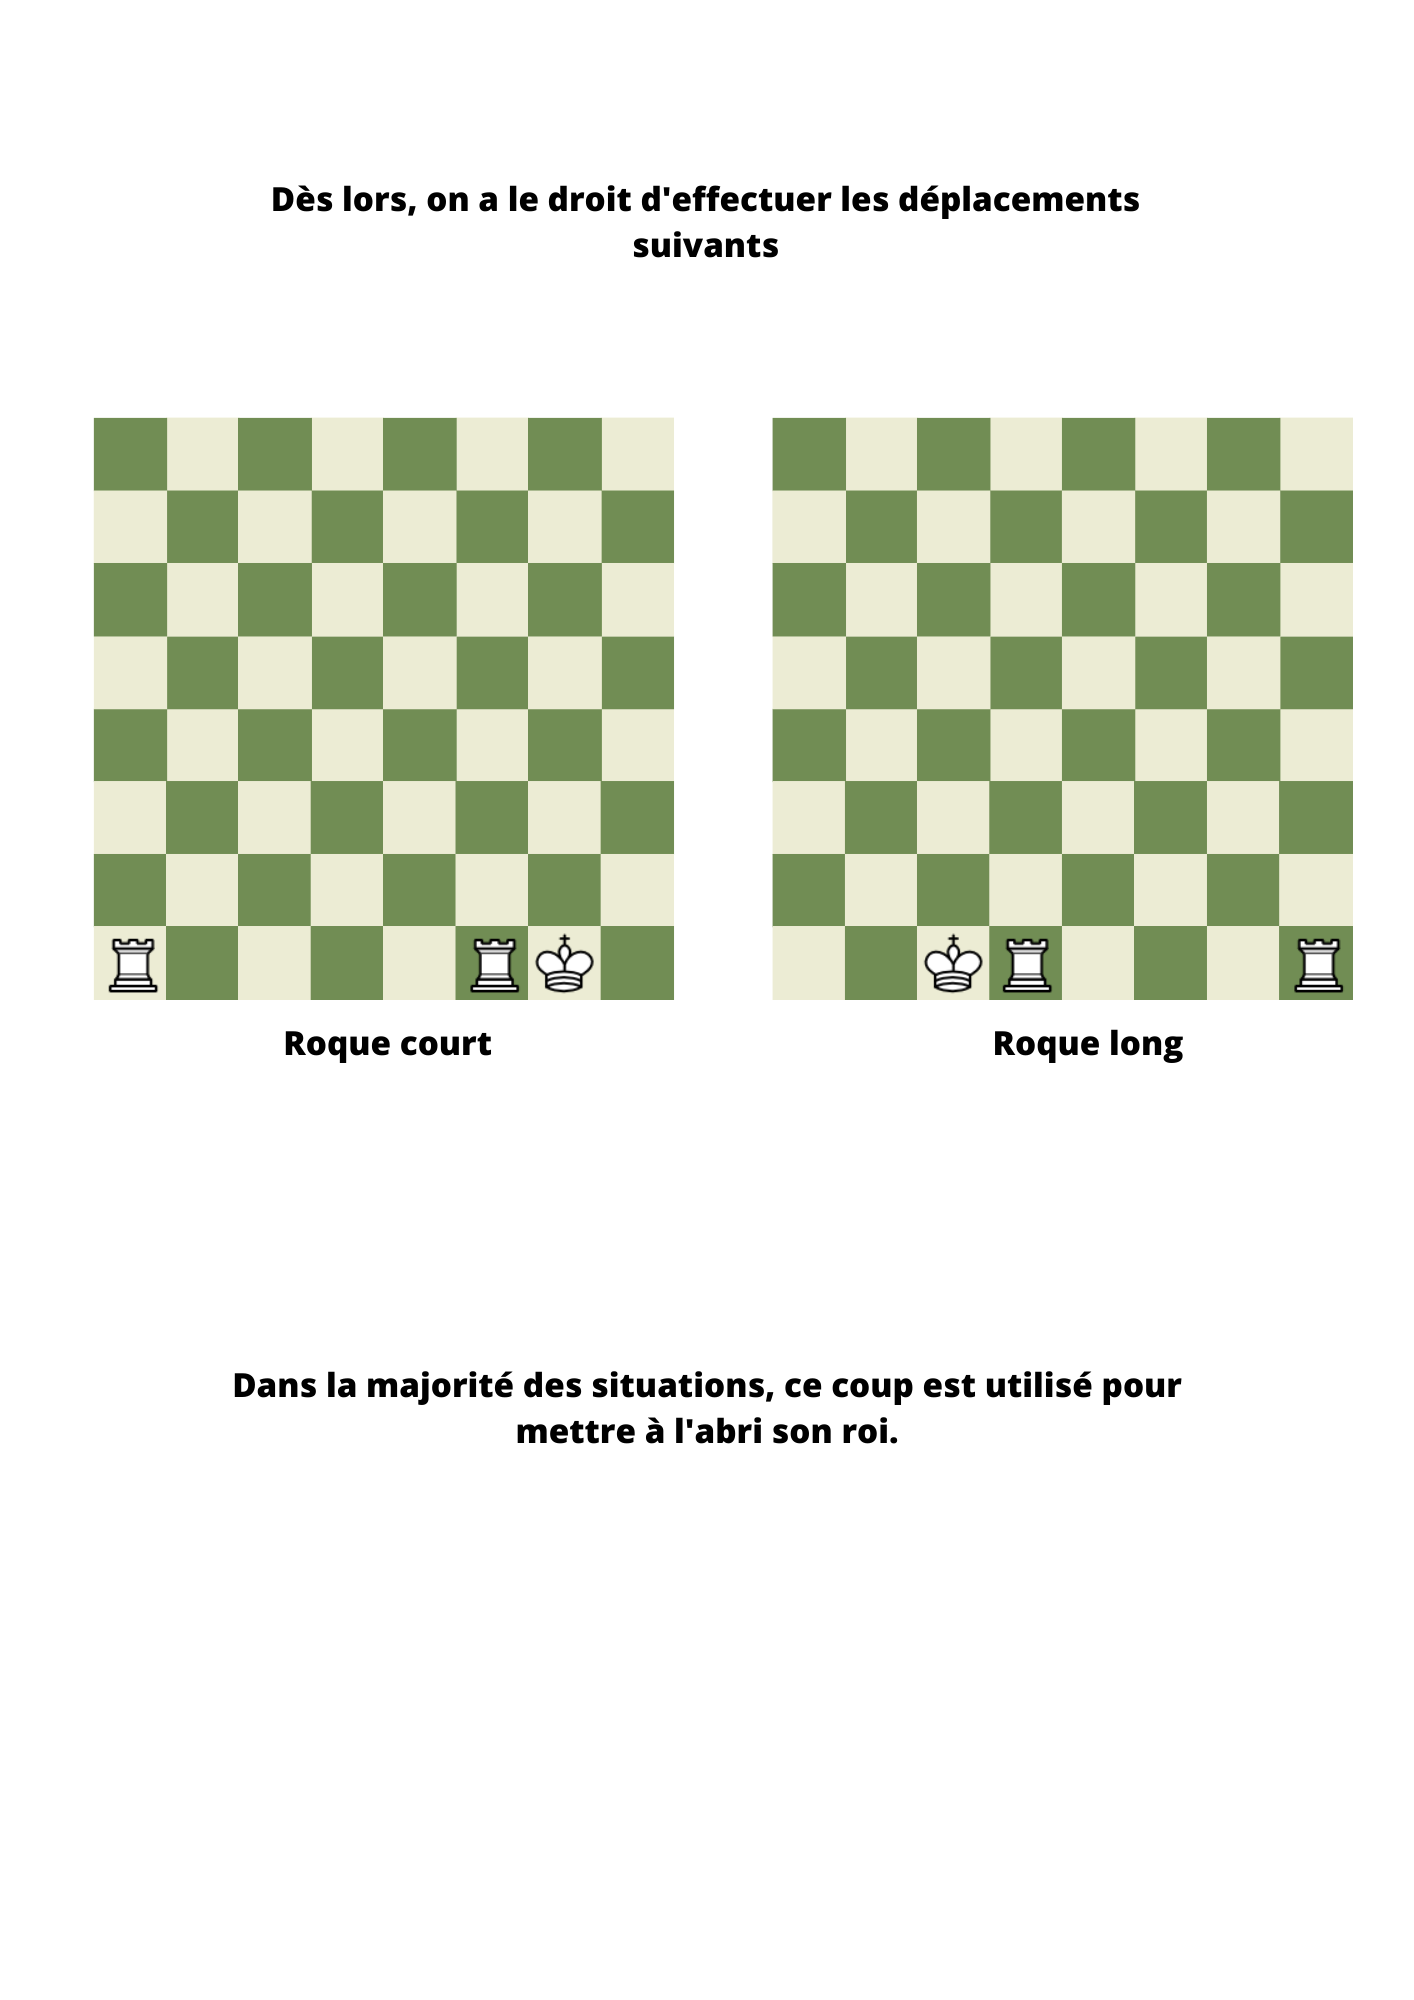 Dès lors, on a le droit d'effectuer les déplacements
suivants
Roque court
Roque long
Dans la majorité des situations, ce coup est utilisé pour
mettre à l'abri son roi.